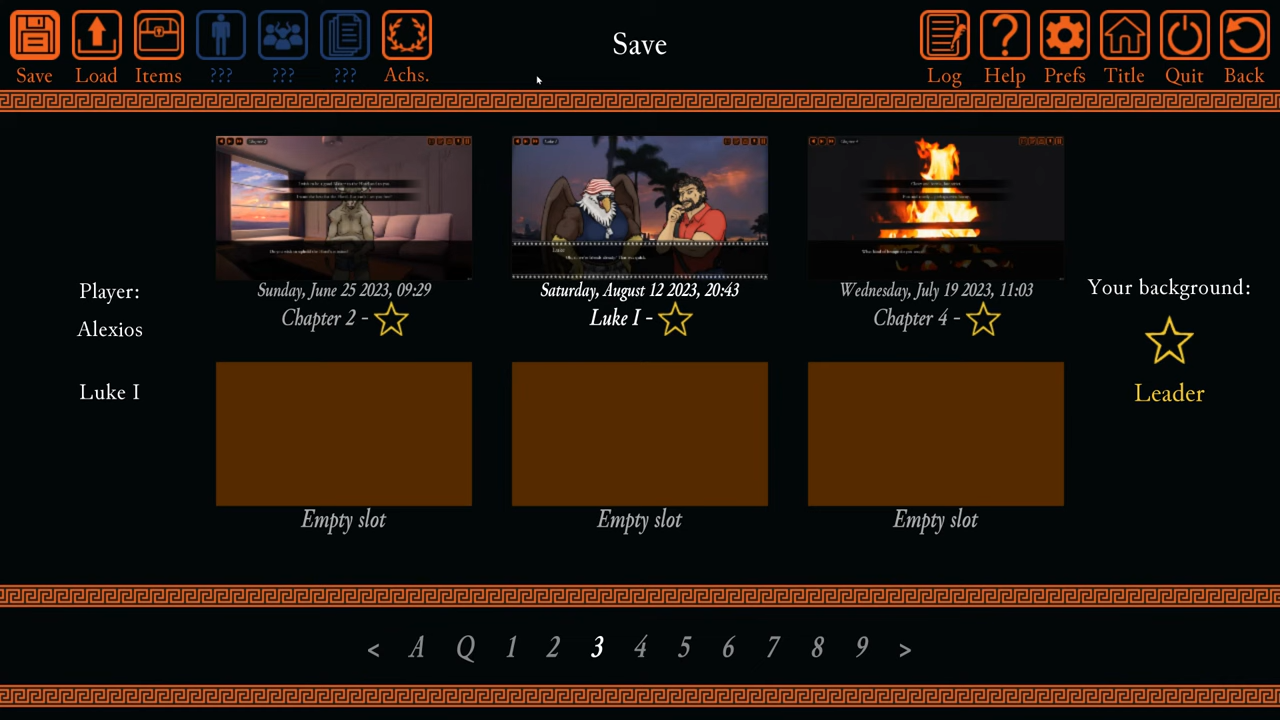 Save
Save Load Items ??? ??? ??? Achs.
Log Help Prefs Title Quit Back
Sunday, June 25 2023, 09:29
Chapter 2 -
Saturday, August 12 2023, 20:43
Luke I -
Wednesday, July 19 2023, 11:03
Chapter 4 -
Player:
Alexios
Luke I
Your background:
Leader
Empty slot
Empty slot
Empty slot
< A Q 1 2 3 4 5 6 7 8 9 >